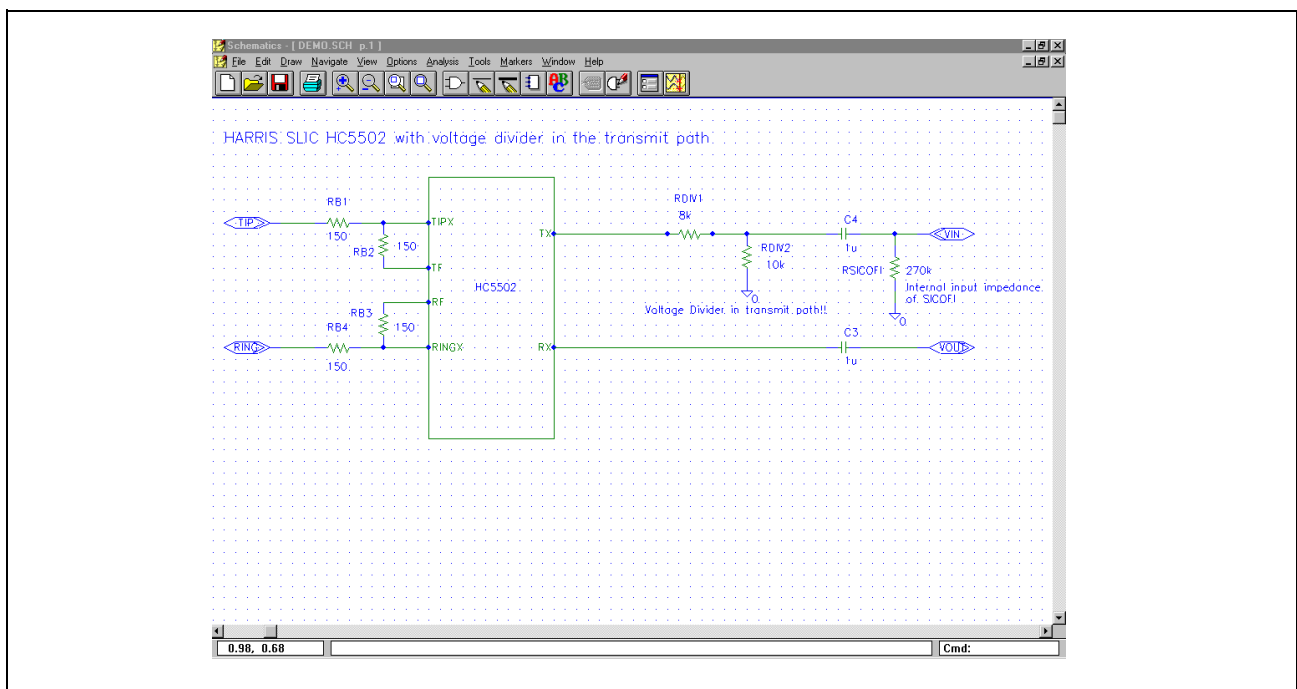 Schematics - [ DEMO.SCH p.1 ]
File Edit Draw Navigate View Options Analysis Tools Markers Window Help
HARRIS SLIC HC5502 with voltage divider in the transmit path
RB1
TIP
150
RB2
150
TIPX
TF
HC5502
RF
RB3
150
RB4
RING
150
RINGX
TX
RX
RDIV1
8k
RDIV2
10k
0
Voltage Divider in transmit path!!
C4
1u
VIN
RSICOFI
270k
Internal input impedance
of SICOFI
0
C3
1u
VOUT
0.98, 0.68
Cmd: